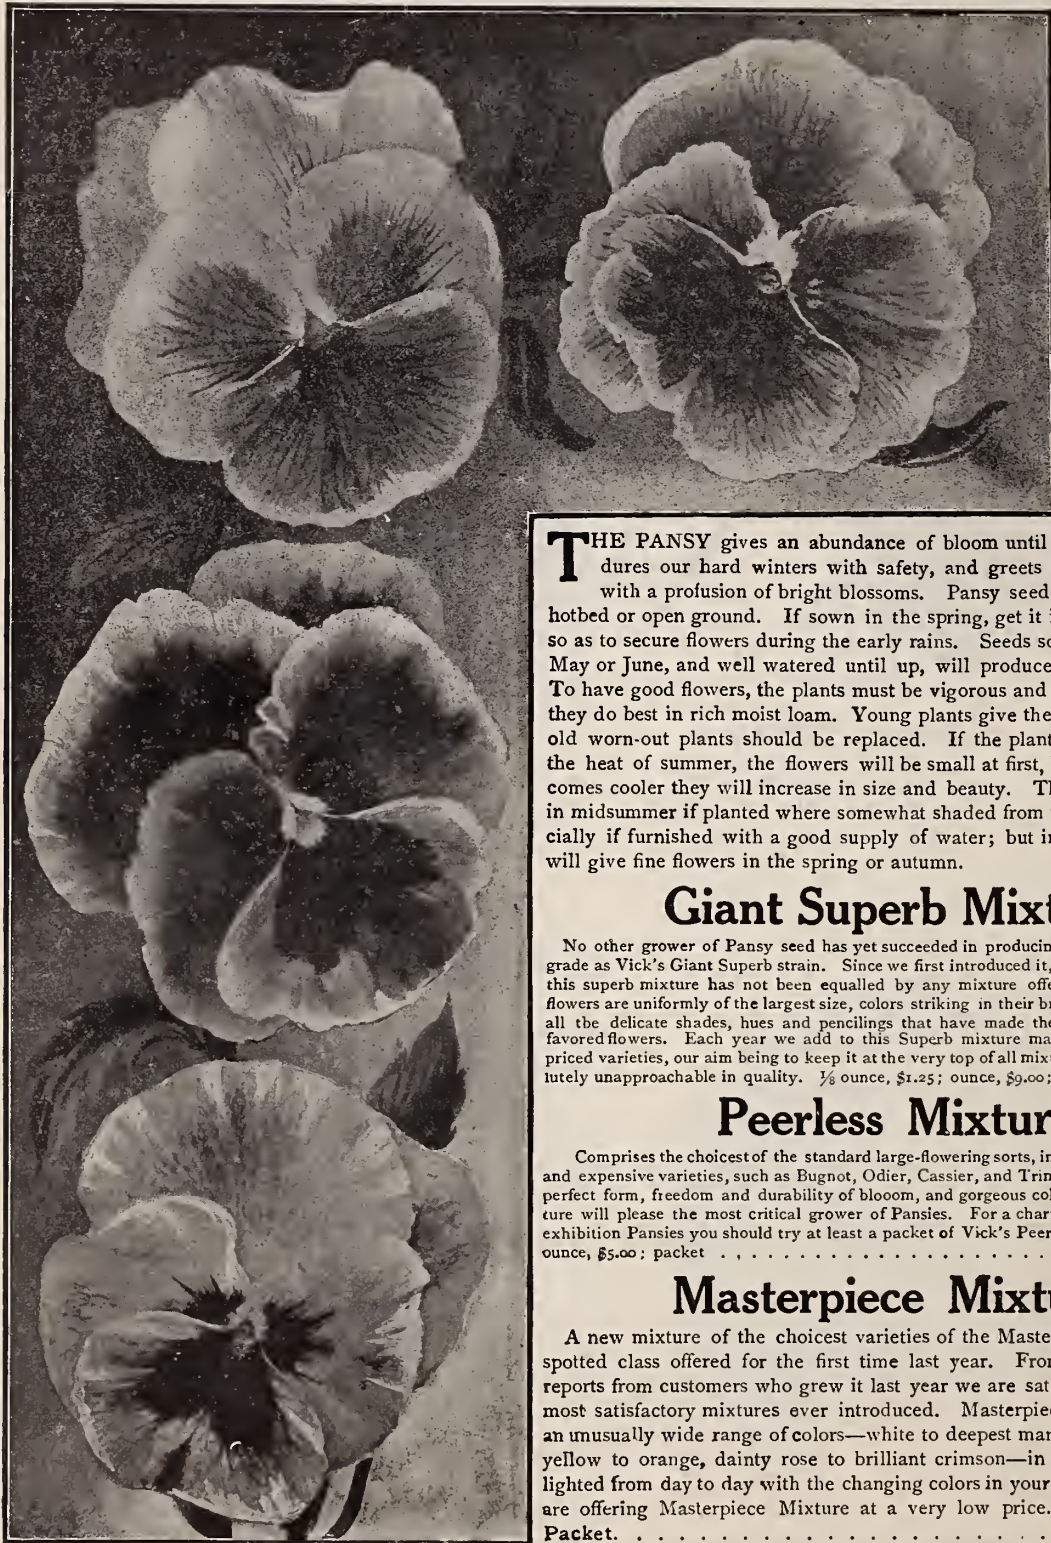 THE PANSY gives an abundance of bloom until
dures our hard winters with safety, and greets
with a profusion of bright blossoms. Pansy seed
hotbed or open ground. If sown in the spring, get it
so as to secure flowers during the early rains. Seeds so
May or June, and well watered until up, will produce
To have good flowers, the plants must be vigorous and
they do best in rich moist loam. Young plants give the
old worn-out plants should be replaced. If the plant
the heat of summer, the flowers will be small at first,
comes cooler they will increase in size and beauty. Th
in midsummer if planted where somewhat shaded from
cially if furnished with a good supply of water; but i
will give fine flowers in the spring or autumn.
Giant Superb Mixt
No other grower of Pansy seed has yet succeeded in producin
grade as Vick's Giant Superb strain. Since we first introduced it,
this superb mixture has not been equalled by any mixture offe
flowers are uniformly of the largest size, colors striking in their b
all tbe delicate shades, hues and pencilings that have made the
favored flowers. Each year we add to this Superb mixture ma
priced varieties, our aim being to keep it at the very top of all mix
lutely unapproachable in quality. ⅛ ounce, $1.25; ounce, $9.00;
Peerless Mixtur
Comprises the choicest of the standard large-flowering sorts, i
and expensive varieties, such as Bugnot, Odier, Cassier, and Trim
perfect form, freedom and durability of blooom, and gorgeous col
ture will please the most critical grower of Pansies. For a char
exhibition Pansies you should try at least a packet of Vick's Peer
ounce, $5.00; packet . . . . . . . . . . . . . . . . . . . .
Masterpiece Mixt
A new mixture of the choicest varieties of the Maste
spotted class offered for the first time last year. Fro
reports from customers who grew it last year we are sat
most satisfactory mixtures ever introduced. Masterpie
an unusually wide range of colors—white to deepest mar
yellow to orange, dainty rose to brilliant crimson—in
lighted from day to day with the changing colors in your
are offering Masterpiece Mixture at a very low price.
Packet. . . . . . . . . . . . . . . . . . . .